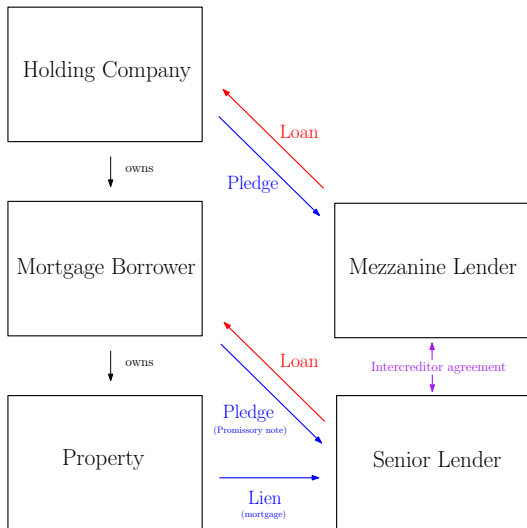 Holding Company
Loan
owns
Pledge
Mortgage Borrower
Mezzanine Lender
owns
Loan
Intercreditor agreement
Pledge
(Promissory note)
Property
Senior Lender
Lien
(mortgage)